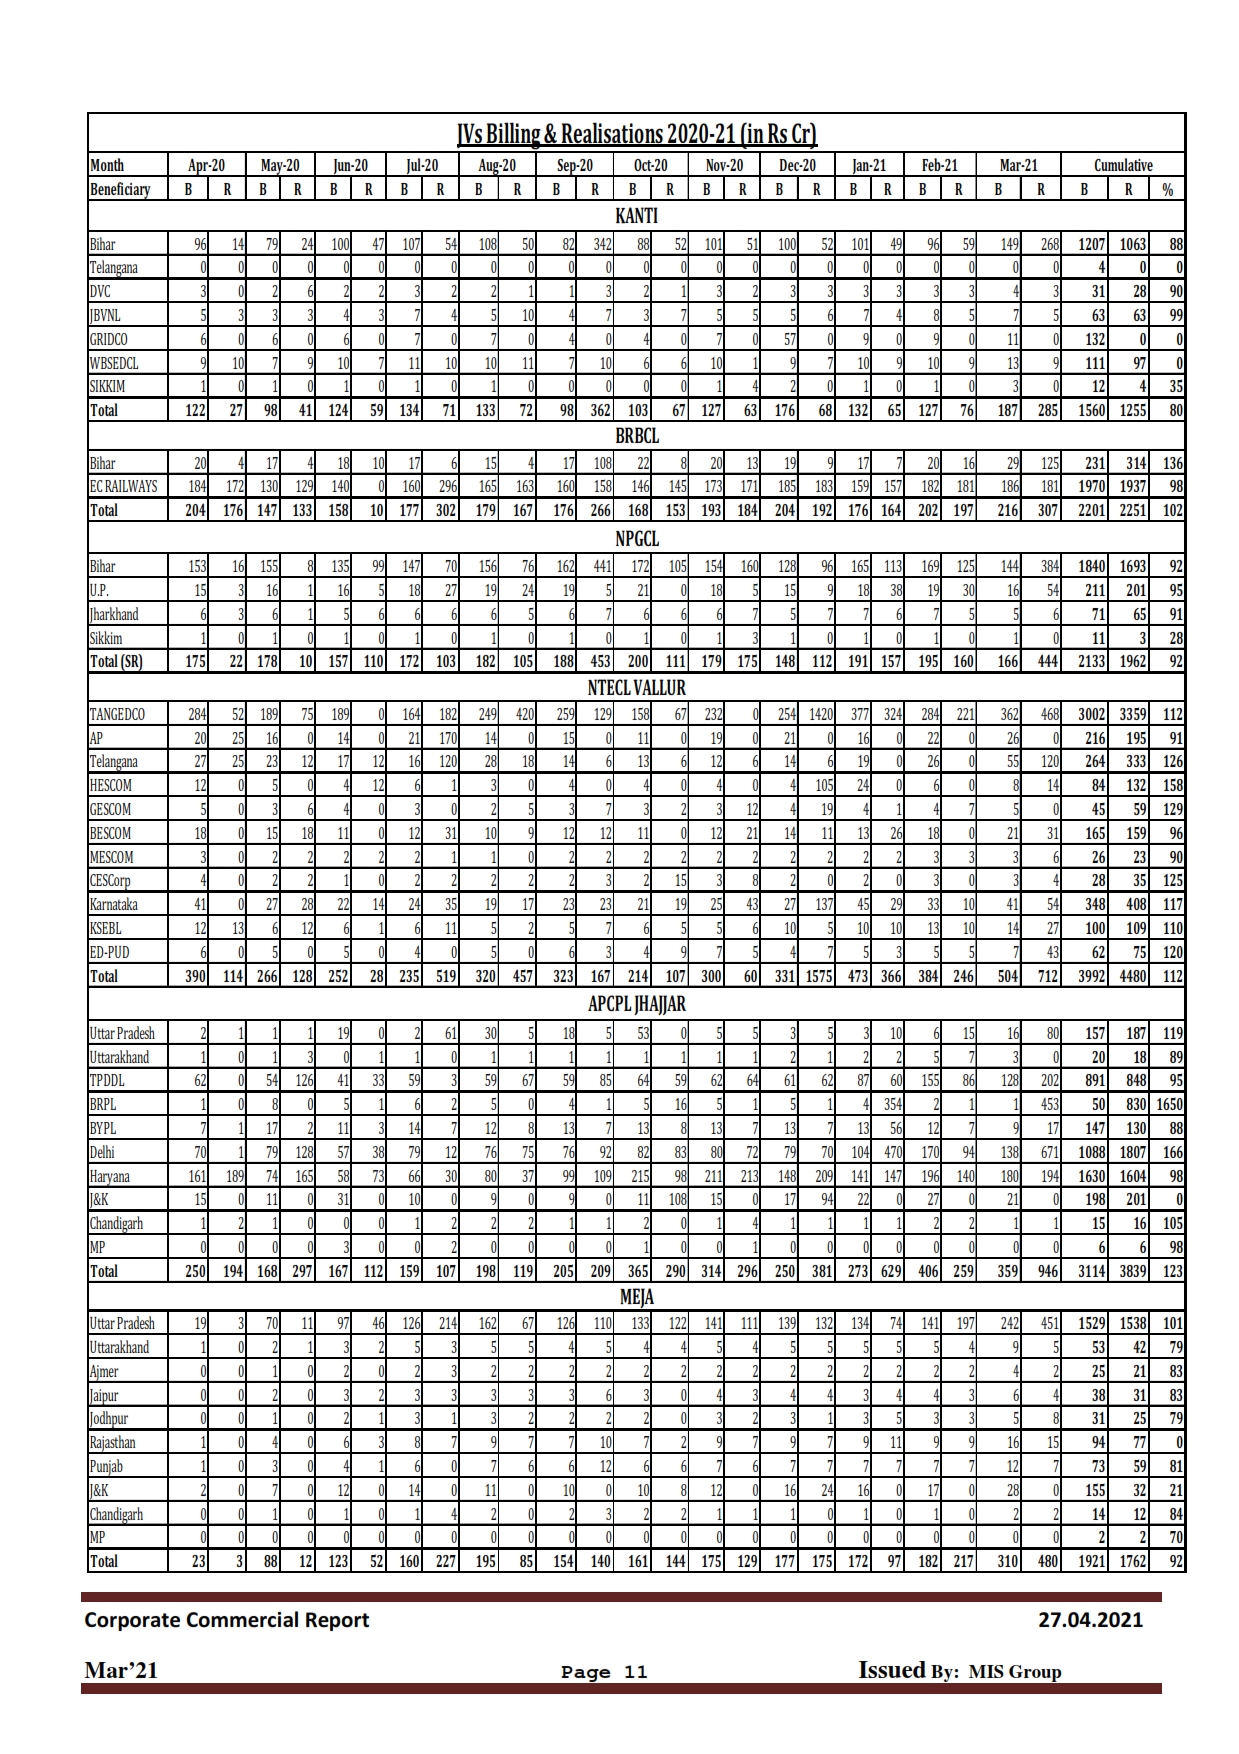 JVs Billing & Realisations 2020-21 (in Rs Cr)
Month Apr-20 May-20 Jun-20 Jul-20 Aug-20 Sep-20 Oct-20 Nov-20 Dec-20 Jan-21 Feb-21 Mar-21 Cumulative
Beneficiary B R B R B R B R B R B R B R B R B R B R B R B R B R %
KANTI
Bihar 96 14 79 24 100 47 107 54 108 50 82 342 88 52 101 51 100 52 101 49 96 59 149 268 1207 1063 88
Telangana 0 0 0 0 0 0 0 0 0 0 0 0 0 0 0 0 0 0 0 0 0 0 0 0 4 0 0
DVC 3 0 2 6 2 2 3 2 2 1 1 3 2 1 3 2 3 3 3 3 3 3 4 3 31 28 90
JBVNL 5 3 3 3 4 3 7 4 5 10 4 7 3 7 5 5 5 6 7 4 8 5 7 5 63 63 99
GRIDCO 6 0 6 0 6 0 7 0 7 0 4 0 4 0 7 0 57 0 9 0 9 0 11 0 132 0 0
WBSEDCL 9 10 7 9 10 7 11 10 10 11 7 10 6 6 10 1 9 7 10 9 10 9 13 9 111 97 0
SIKKIM 1 0 1 0 1 0 1 0 1 0 0 0 0 0 1 4 2 0 1 0 1 0 3 0 12 4 35
Total 122 27 98 41 124 59 134 71 133 72 98 362 103 67 127 63 176 68 132 65 127 76 187 285 1560 1255 80
BRBCL
Bihar 20 4 17 4 18 10 17 6 15 4 17 108 22 8 20 13 19 9 17 7 20 16 29 125 231 314 136
EC RAILWAYS 184 172 130 129 140 0 160 296 165 163 160 158 146 145 173 171 185 183 159 157 182 181 186 181 1970 1937 98
Total 204 176 147 133 158 10 177 302 179 167 176 266 168 153 193 184 204 192 176 164 202 197 216 307 2201 2251 102
NPGCL
Bihar 153 16 155 8 135 99 147 70 156 76 162 441 172 105 154 160 128 96 165 113 169 125 144 384 1840 1693 92
U.P. 15 3 16 1 16 5 18 27 19 24 19 5 21 0 18 5 15 9 18 38 19 30 16 54 211 201 95
Jharkhand 6 3 6 1 5 6 6 6 6 5 6 7 6 6 6 7 5 7 7 6 7 5 5 6 71 65 91
Sikkim 1 0 1 0 1 0 1 0 1 0 1 0 1 0 1 3 1 0 1 0 1 0 1 0 11 3 28
Total (SR) 175 22 178 10 157 110 172 103 182 105 188 453 200 111 179 175 148 112 191 157 195 160 166 444 2133 1962 92
NTECL VALLUR
TANGEDCO 284 52 189 75 189 0 164 182 249 420 259 129 158 67 232 0 254 1420 377 324 284 221 362 468 3002 3359 112
AP 20 25 16 0 14 0 21 170 14 0 15 0 11 0 19 0 21 0 16 0 22 0 26 0 216 195 91
Telangana 27 25 23 12 17 12 16 120 28 18 14 6 13 6 12 6 14 6 19 0 26 0 55 120 264 333 126
HESCOM 12 0 5 0 4 12 6 1 3 0 4 0 4 0 4 0 4 105 24 0 6 0 8 14 84 132 158
GESCOM 5 0 3 6 4 0 3 0 2 5 3 7 3 2 3 12 4 19 4 1 4 7 5 0 45 59 129
BESCOM 18 0 15 18 11 0 12 31 10 9 12 12 11 0 12 21 14 11 13 26 18 0 21 31 165 159 96
MESCOM 3 0 2 2 2 2 2 1 1 0 2 2 2 2 2 2 2 2 2 2 3 3 3 6 26 23 90
CESCorp 4 0 2 2 1 0 2 2 2 2 2 3 2 15 3 8 2 0 2 0 3 0 3 4 28 35 125
Karnataka 41 0 27 28 22 14 24 35 19 17 23 23 21 19 25 43 27 137 45 29 33 10 41 54 348 408 117
KSEBL 12 13 6 12 6 1 6 11 5 2 5 7 6 5 5 6 10 5 10 10 13 10 14 27 100 109 110
ED-PUD 6 0 5 0 5 0 4 0 5 0 6 3 4 9 7 5 4 7 5 3 5 5 7 43 62 75 120
Total 390 114 266 128 252 28 235 519 320 457 323 167 214 107 300 60 331 1575 473 366 384 246 504 712 3992 4480 112
APCPL JHAJJAR
Uttar Pradesh 2 1 1 1 19 0 2 61 30 5 18 5 53 0 5 5 3 5 3 10 6 15 16 80 157 187 119
Uttarakhand 1 0 1 3 0 1 1 0 1 1 1 1 1 1 1 1 2 1 2 2 5 7 3 0 20 18 89
TPDDL 62 0 54 126 41 33 59 3 59 67 59 85 64 59 62 64 61 62 87 60 155 86 128 202 891 848 95
BRPL 1 0 8 0 5 1 6 2 5 0 4 1 5 16 5 1 5 1 4 354 2 1 1 453 50 830 1650
BYPL 7 1 17 2 11 3 14 7 12 8 13 7 13 8 13 7 13 7 13 56 12 7 9 17 147 130 88
Delhi 70 1 79 128 57 38 79 12 76 75 76 92 82 83 80 72 79 70 104 470 170 94 138 671 1088 1807 166
Haryana 161 189 74 165 58 73 66 30 80 37 99 109 215 98 211 213 148 209 141 147 196 140 180 194 1630 1604 98
J&K 15 0 11 0 31 0 10 0 9 0 9 0 11 108 15 0 17 94 22 0 27 0 21 0 198 201 0
Chandigarh 1 2 1 0 0 0 1 2 2 2 1 1 2 0 1 4 1 1 1 1 2 2 1 1 15 16 105
MP 0 0 0 0 3 0 0 2 0 0 0 0 1 0 0 1 0 0 0 0 0 0 0 0 6 6 98
Total 250 194 168 297 167 112 159 107 198 119 205 209 365 290 314 296 250 381 273 629 406 259 359 946 3114 3839 123
MEJA
Uttar Pradesh 19 3 70 11 97 46 126 214 162 67 126 110 133 122 141 111 139 132 134 74 141 197 242 451 1529 1538 101
Uttarakhand 1 0 2 1 3 2 5 3 5 5 4 5 4 4 5 4 5 5 5 5 5 4 9 5 53 42 79
Ajmer 0 0 1 0 2 0 2 3 2 2 2 2 2 2 2 2 2 2 2 2 2 2 4 2 25 21 83
Jaipur 0 0 2 0 3 2 3 3 3 3 3 6 3 0 4 3 4 4 3 4 4 3 6 4 38 31 83
Jodhpur 0 0 1 0 2 1 3 1 3 2 2 2 2 0 3 2 3 1 3 5 3 3 5 8 31 25 79
Rajasthan 1 0 4 0 6 3 8 7 9 7 7 10 7 2 9 7 9 7 9 11 9 9 16 15 94 77 0
Punjab 1 0 3 0 4 1 6 0 7 6 6 12 6 6 7 6 7 7 7 7 7 7 12 7 73 59 81
J&K 2 0 7 0 12 0 14 0 11 0 10 0 10 8 12 0 16 24 16 0 17 0 28 0 155 32 21
Chandigarh 0 0 1 0 1 0 1 4 2 0 2 3 2 2 1 1 1 0 1 0 1 0 2 2 14 12 84
MP 0 0 0 0 0 0 0 0 0 0 0 0 0 0 0 0 0 0 0 0 0 0 0 0 2 2 70
Total 23 3 88 12 123 52 160 227 195 85 154 140 161 144 175 129 177 175 172 97 182 217 310 480 1921 1762 92
Corporate Commercial Report 27.04.2021
Mar’21 Page 11 Issued By: MIS Group